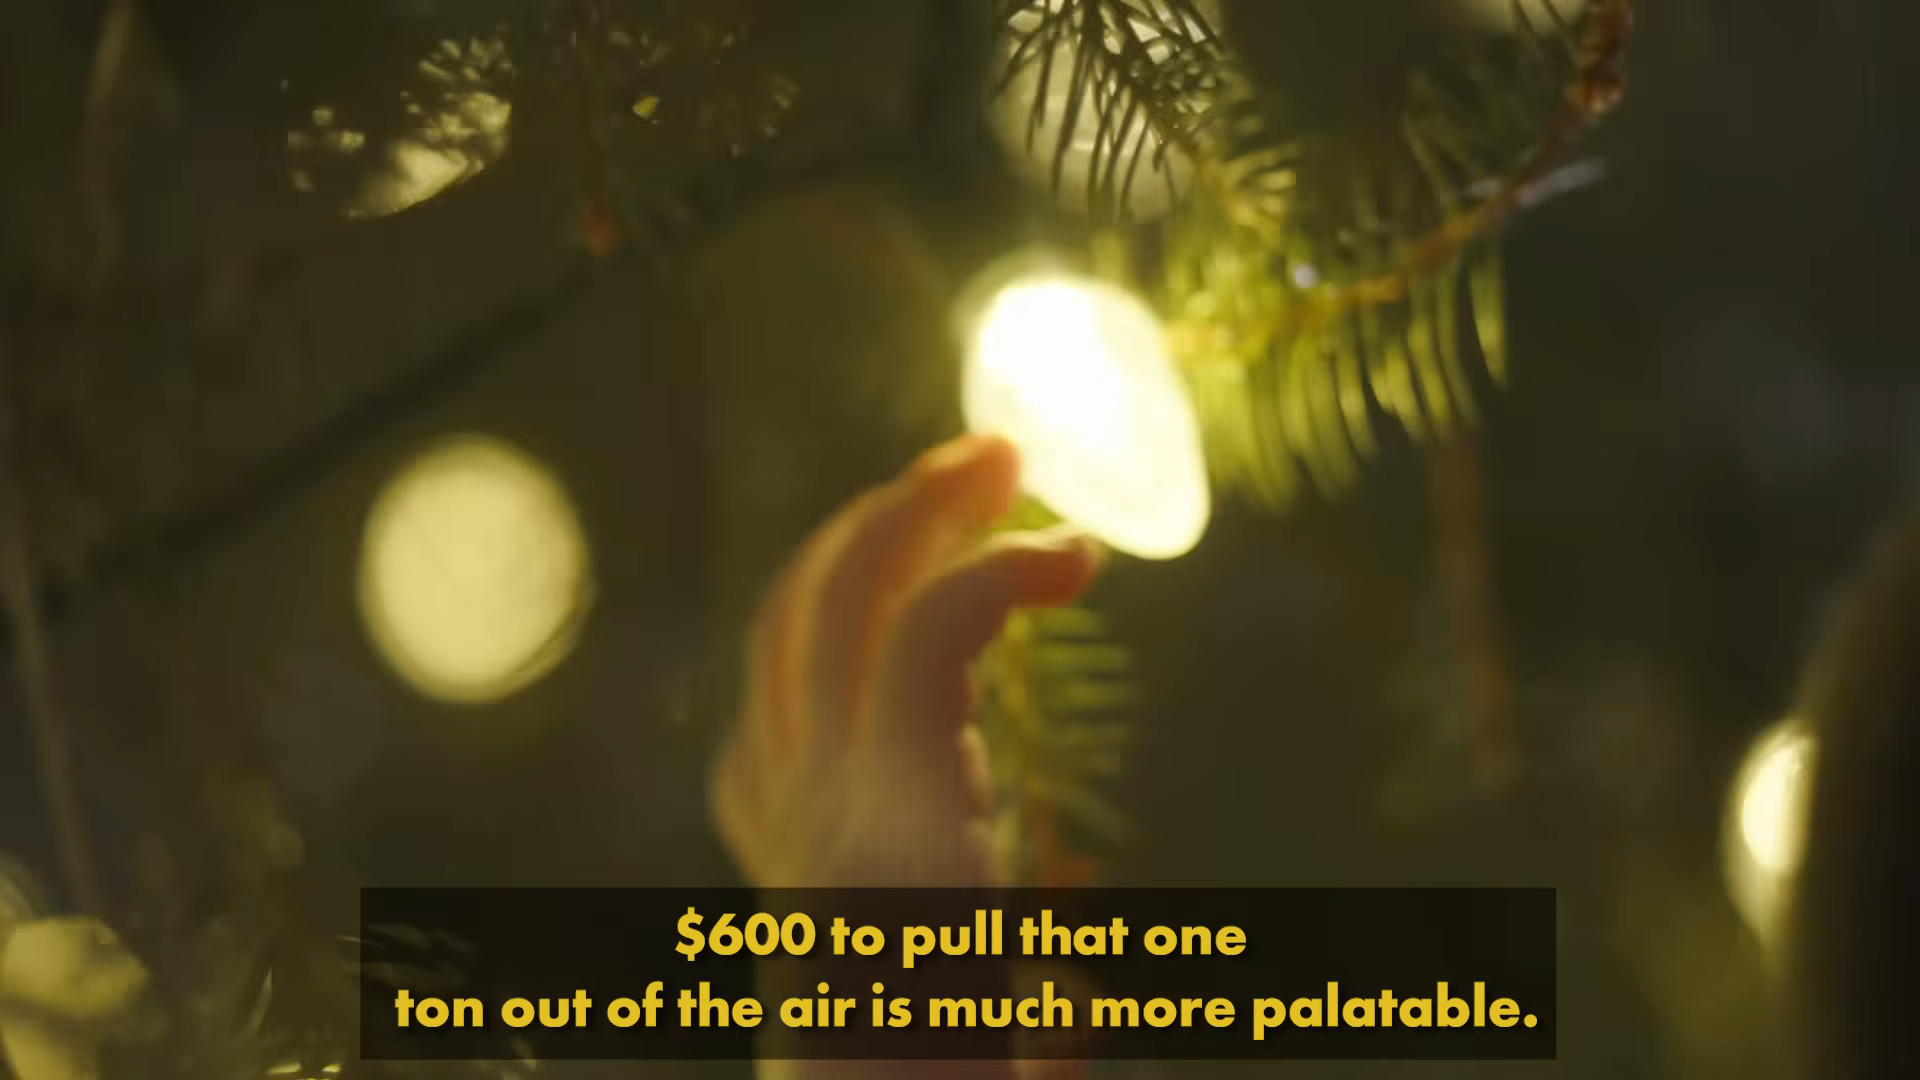 $600 to pull that one
ton out of the air is much more palatable.